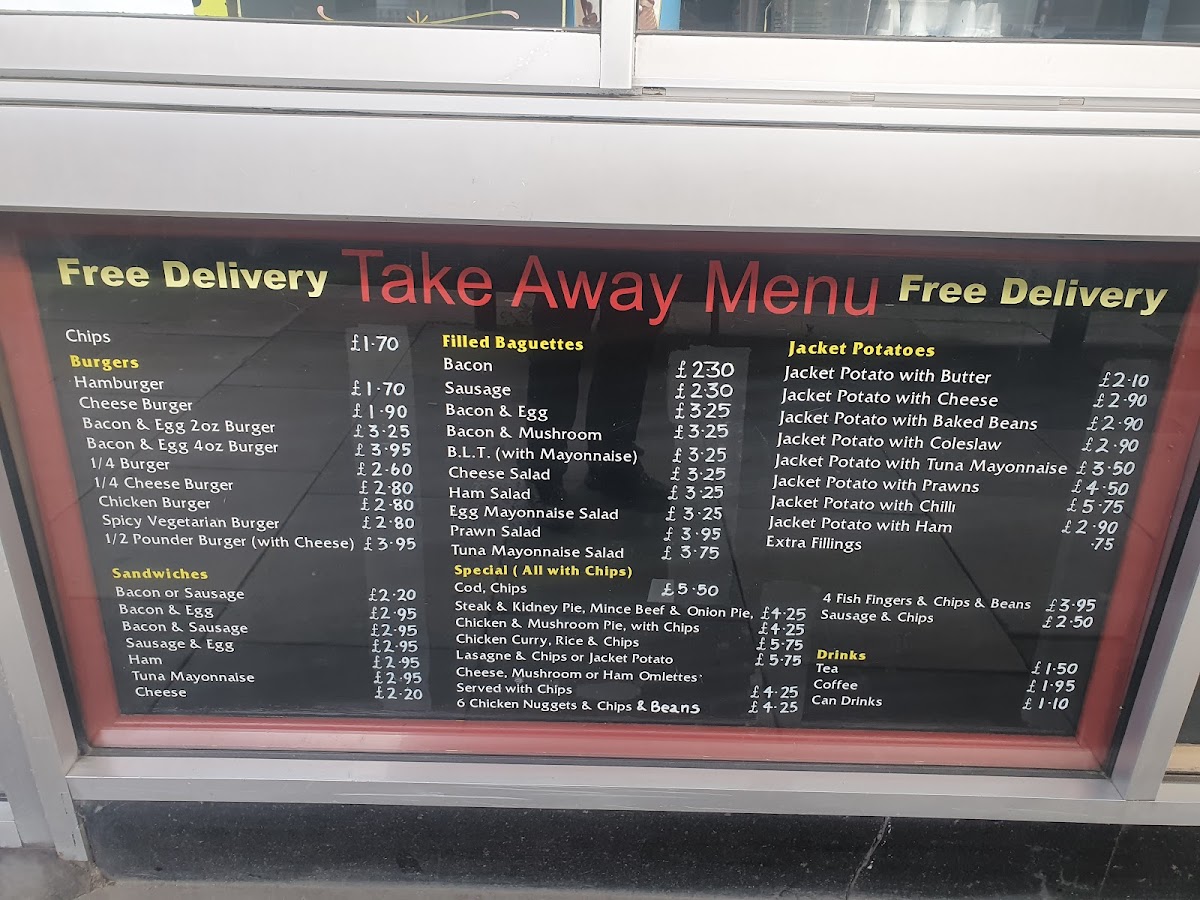 Free Delivery Take Away Menu Free Delivery
Chips £1.70
Burgers
Hamburger £1.70
Cheese Burger £1.90
Bacon & Egg 2oz Burger £3.25
Bacon & Egg 4oz Burger £3.95
1/4 Burger £2.60
1/4 Cheese Burger £2.80
Chicken Burger £2.80
Spicy Vegetarian Burger £2.80
1/2 Pounder Burger (with Cheese) £3.95
Sandwiches
Bacon or Sausage £2.20
Bacon & Egg £2.95
Bacon & Sausage £2.95
Sausage & Egg £2.95
Ham £2.95
Tuna Mayonnaise £2.95
Cheese £2.20
Filled Baguettes
Bacon £2.30
Sausage £2.30
Bacon & Egg £3.25
Bacon & Mushroom £3.25
B.L.T. (with Mayonnaise) £3.25
Cheese Salad £3.25
Ham Salad £3.25
Egg Mayonnaise Salad £3.25
Prawn Salad £3.95
Tuna Mayonnaise Salad £3.75
Special ( All with Chips)
Cod, Chips £5.50
Steak & Kidney Pie, Mince Beef & Onion Pie, £4.25
Chicken & Mushroom Pie, with Chips £4.25
Chicken Curry, Rice & Chips £5.75
Lasagne & Chips or Jacket Potato £5.75
Cheese, Mushroom or Ham Omlettes
Served with Chips £4.25
6 Chicken Nuggets & Chips & Beans £4.25
Jacket Potatoes
Jacket Potato with Butter £2.10
Jacket Potato with Cheese £2.90
Jacket Potato with Baked Beans £2.90
Jacket Potato with Coleslaw £2.90
Jacket Potato with Tuna Mayonnaise £3.50
Jacket Potato with Prawns £4.50
Jacket Potato with Chilli £5.75
Jacket Potato with Ham £2.90
Extra Fillings .75
4 Fish Fingers & Chips & Beans £3.95
Sausage & Chips £2.50
Drinks
Tea £1.50
Coffee £1.95
Can Drinks £1.10